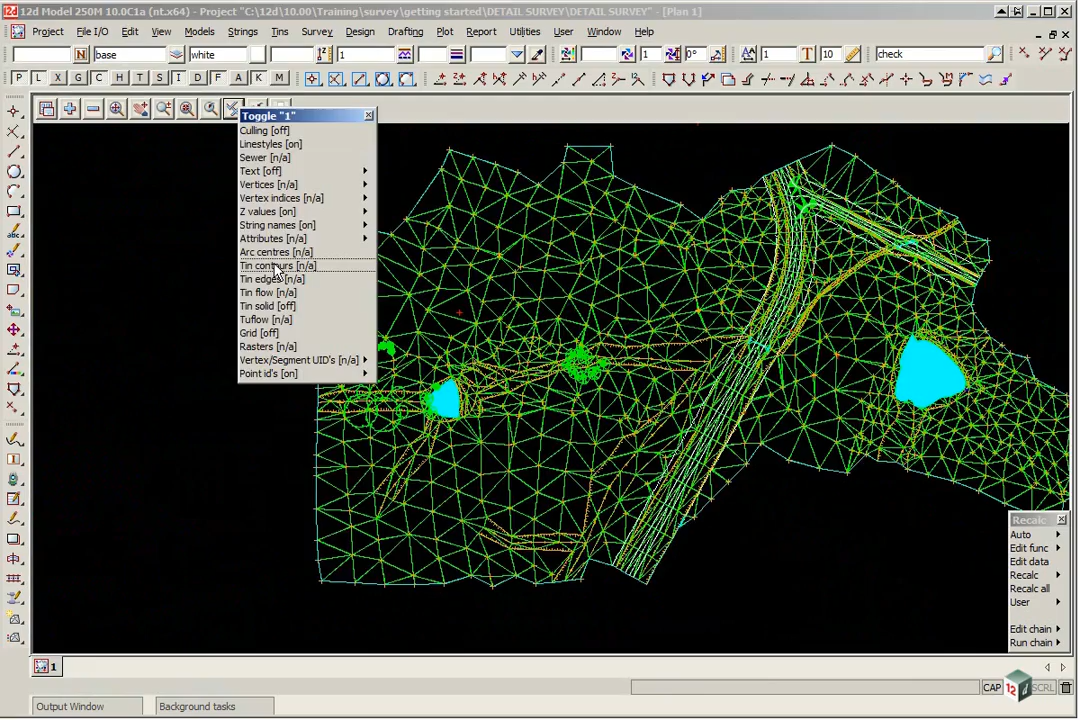 12d Model 250M 10.0C1a (nt.x64) - Project "C:\12d\10.00\Training\survey\getting started\DETAIL SURVEY\DETAIL SURVEY" - [Plan 1]
Project File I/O Edit View Models Strings Tins Survey Design Drafting Plot Report Utilities User Window Help
base white 1 1 0° 1 T 10 check
P L X G C H T S I D F A K M
Toggle "1"
Culling [off]
Linestyles [on]
Sewer [n/a]
Text [off]
Vertices [n/a]
Vertex indices [n/a]
Z values [on]
String names [on]
Attributes [n/a]
Arc centres [n/a]
Tin contours [n/a]
Tin edges [n/a]
Tin flow [n/a]
Tin solid [off]
Tuflow [n/a]
Grid [off]
Rasters [n/a]
Vertex/Segment UID's [n/a]
Point id's [on]
Recalc
Auto
Edit func
Edit data
Recalc
Recalc all
User
Edit chain
Run chain
1
CAP
SCRL
Output Window
Background tasks